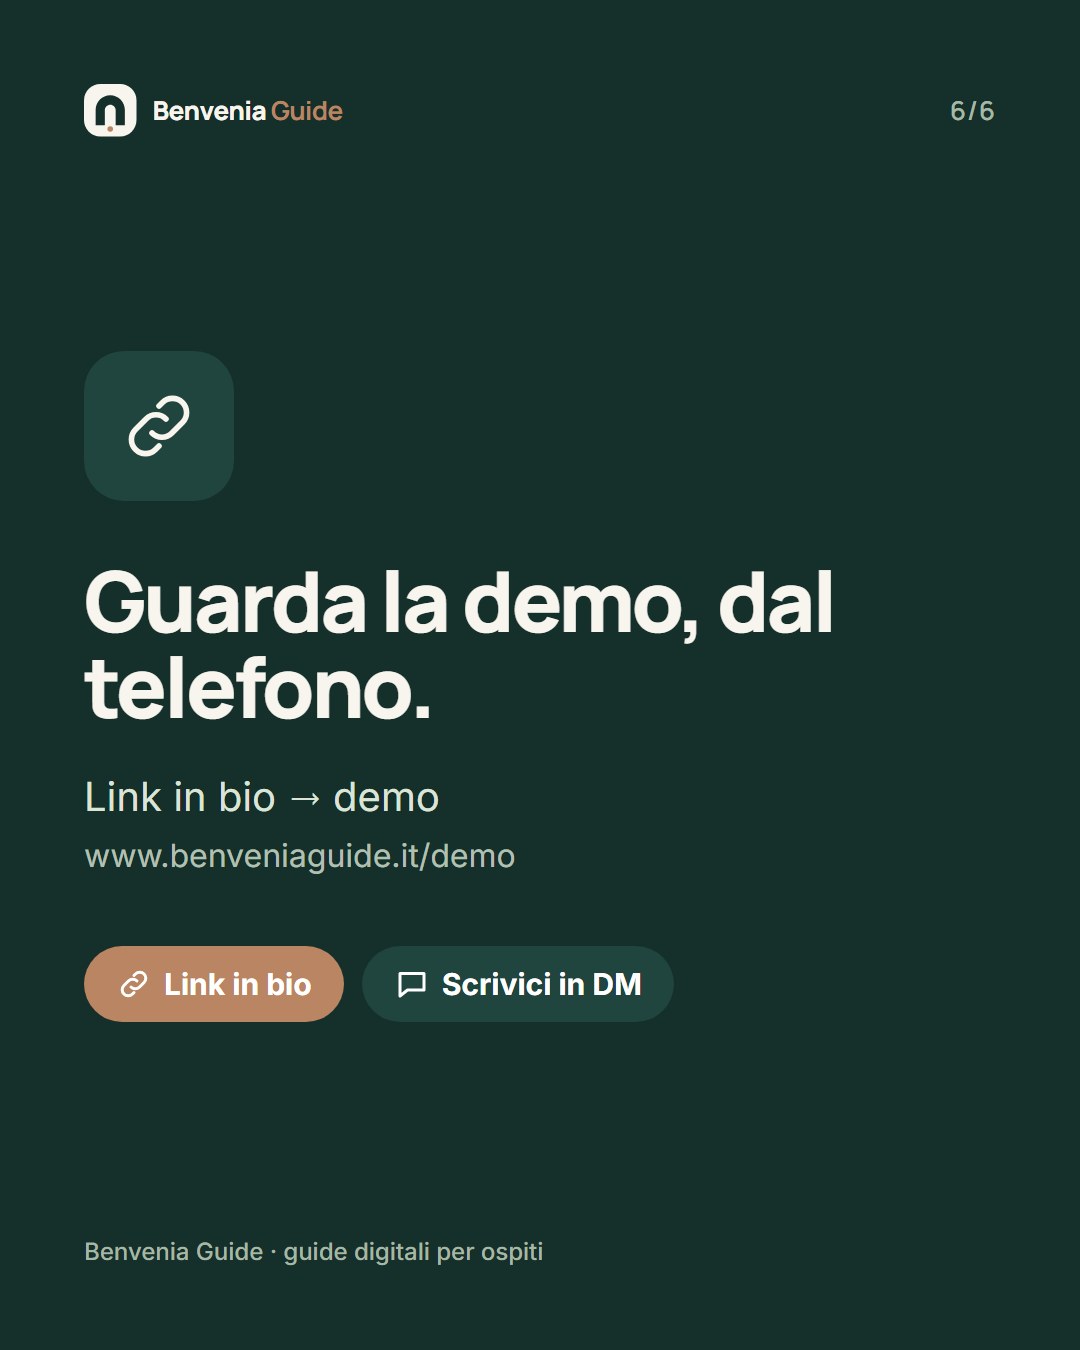 Benvenia Guide
6/6
Guarda la demo, dal
telefono.
Link in bio → demo
www.benveniaguide.it/demo
Link in bio
Scrivici in DM
Benvenia Guide · guide digitali per ospiti